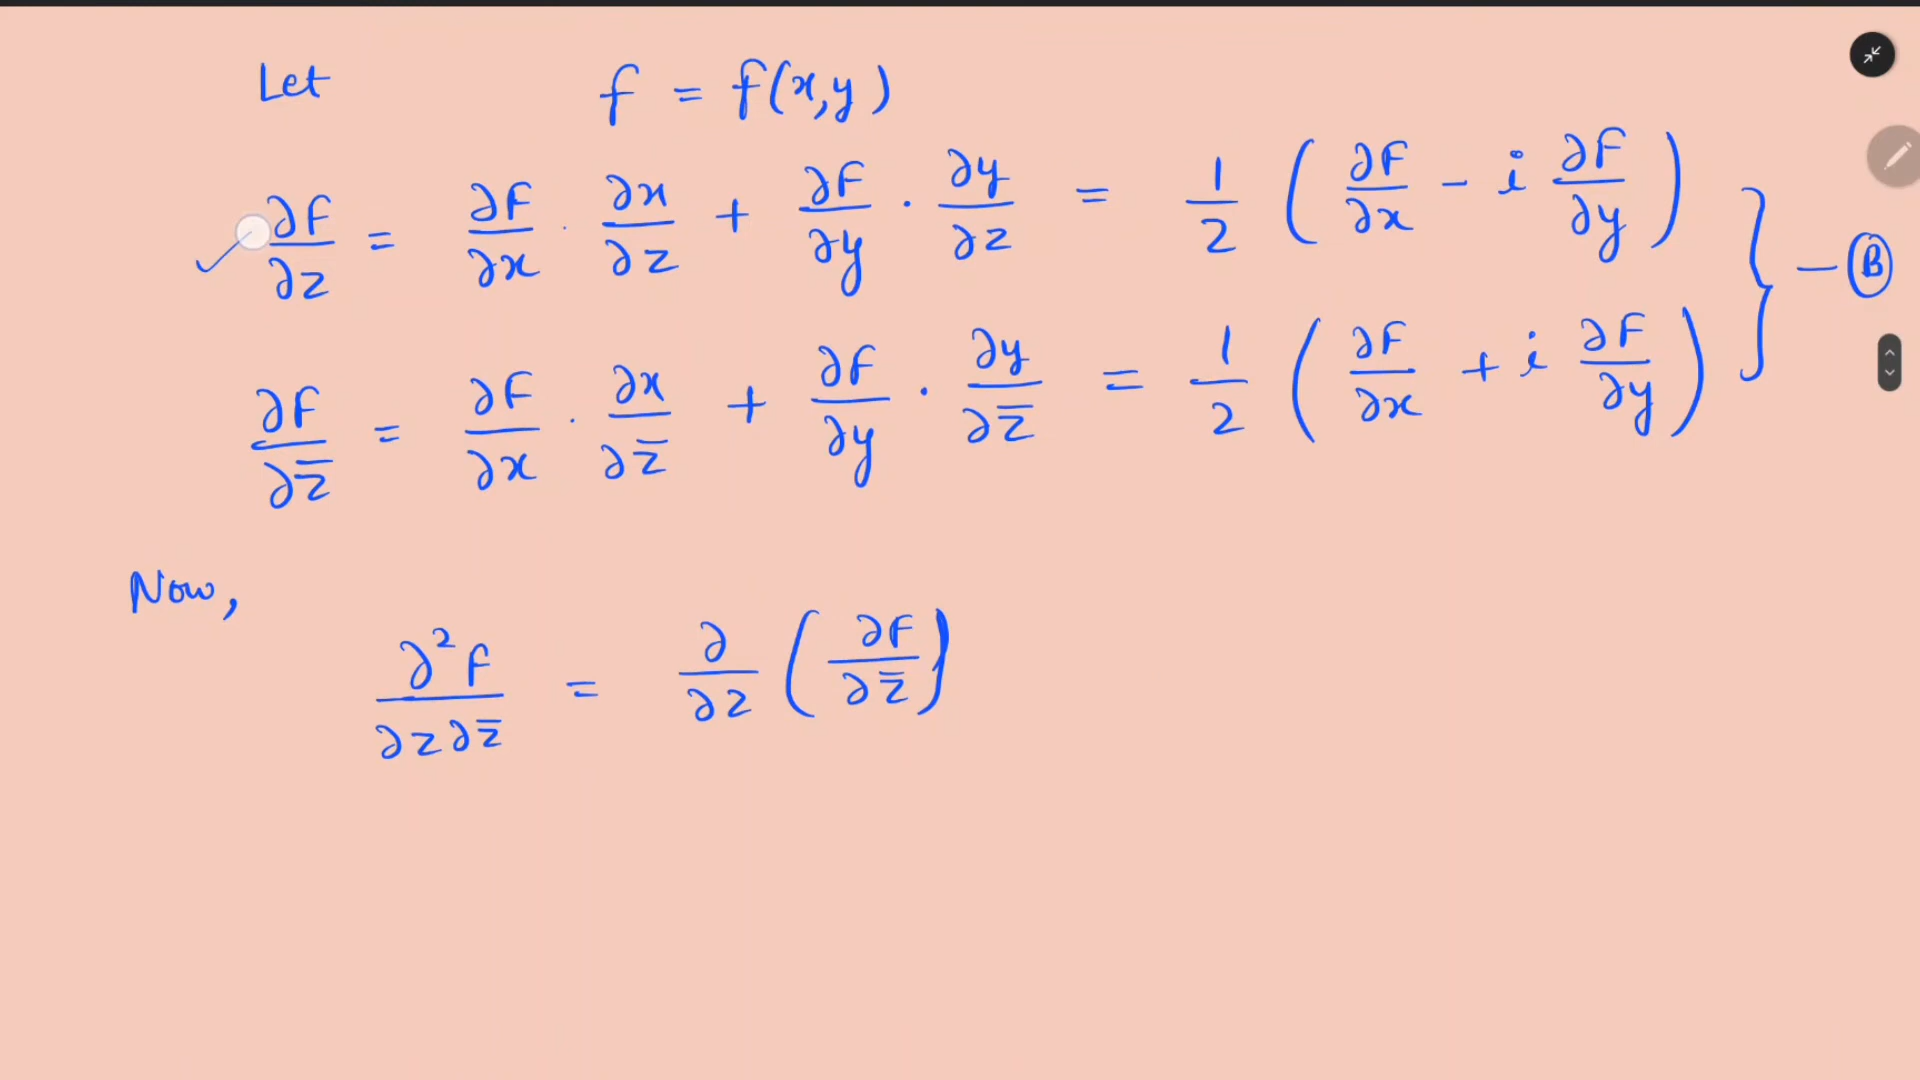 Let f = f(x,y)
∂f/∂z = ∂F/∂x · ∂x/∂z + ∂F/∂y · ∂y/∂z = 1/2 ( ∂F/∂x - i ∂F/∂y )
} — Ⓑ
∂F/∂z̅ = ∂F/∂x · ∂x/∂z̅ + ∂F/∂y · ∂y/∂z̅ = 1/2 ( ∂F/∂x + i ∂F/∂y )
Now,
∂²f/∂z∂z̅ = ∂/∂z ( ∂F/∂z̅ )